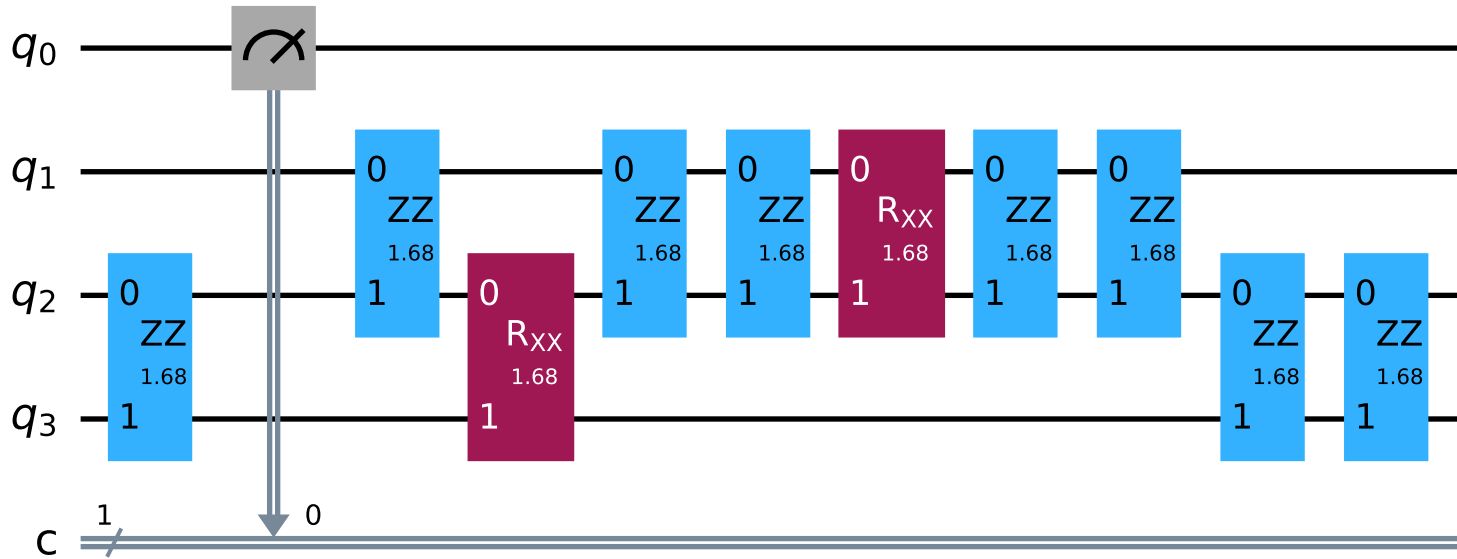 q0
0 0 0 0 0 0
q1
ZZ ZZ ZZ RXX ZZ ZZ
1.68 1.68 1.68 1.68 1.68 1.68
q2
0 1 0 1 1 1 1 1 0 0
ZZ RXX ZZ ZZ
1.68 1.68 1.68 1.68
q3
1 1 1 1
1 0
c